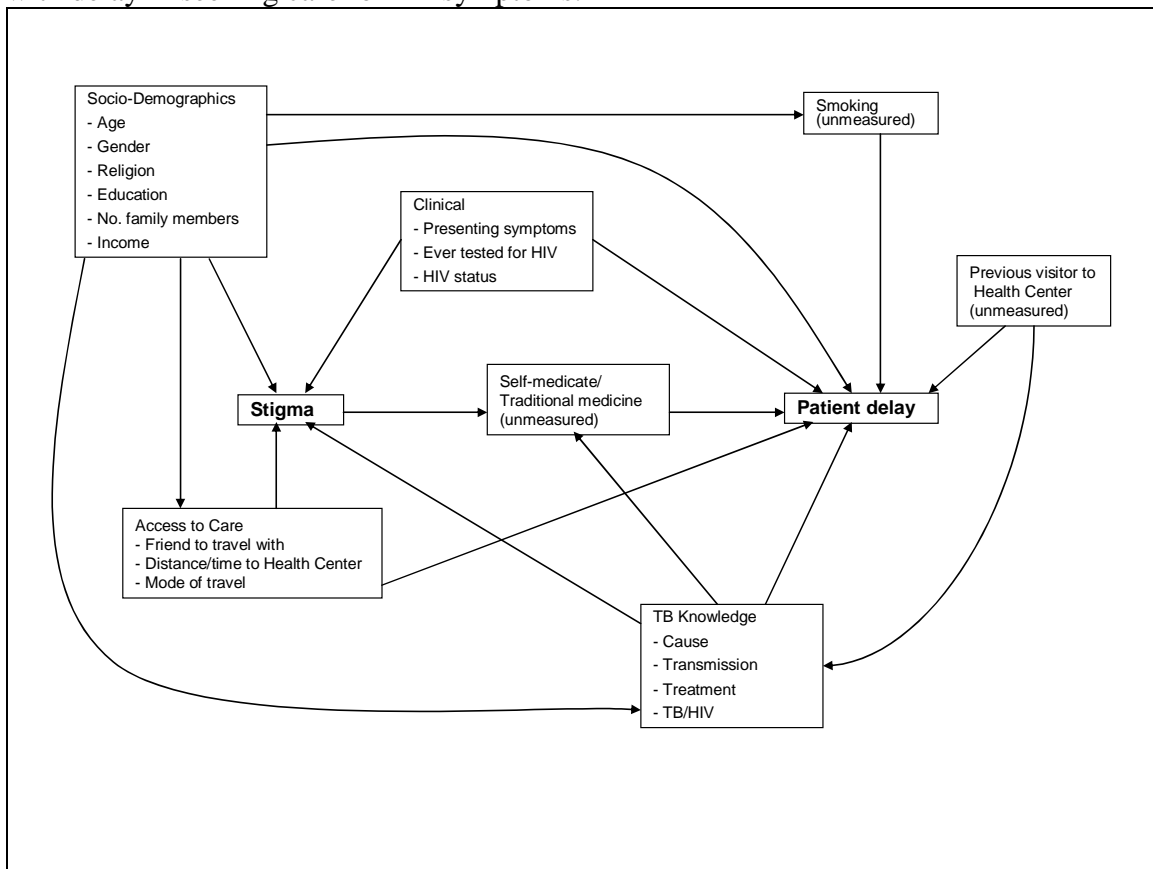 Socio-Demographics
- Age
- Gender
- Religion
- Education
- No. family members
- Income
Smoking
(unmeasured)
Clinical
- Presenting symptoms
- Ever tested for HIV
- HIV status
Previous visitor to
Health Center
(unmeasured)
Stigma
Self-medicate/
Traditional medicine
(unmeasured)
Patient delay
Access to Care
- Friend to travel with
- Distance/time to Health Center
- Mode of travel
TB Knowledge
- Cause
- Transmission
- Treatment
- TB/HIV